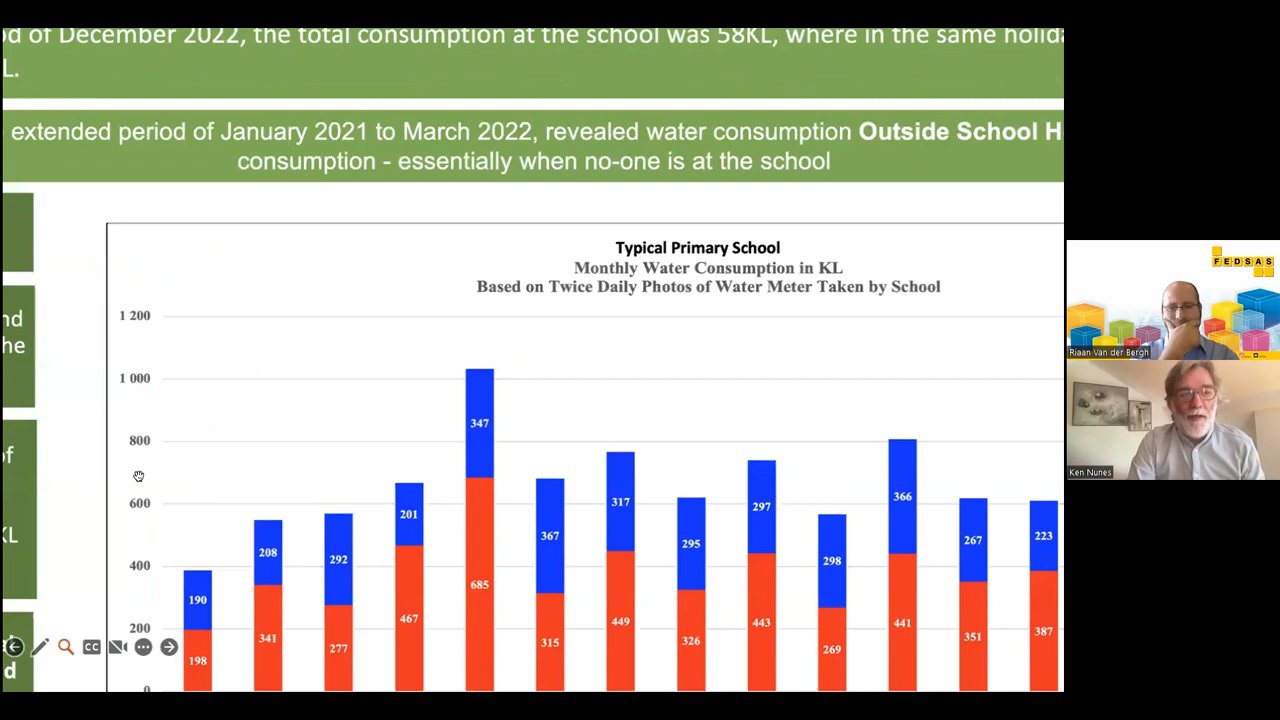 od of December 2022, the total consumption at the school was 58KL, where in the same holida
L.
extended period of January 2021 to March 2022, revealed water consumption Outside School H
consumption - essentially when no-one is at the school
nd
he
of
KL
d
Typical Primary School
Monthly Water Consumption in KL
Based on Twice Daily Photos of Water Meter Taken by School
1 200
1 000
800
600
400
200
0
190
208
292
201
347
367
317
295
297
298
366
267
223
198
341
277
467
685
315
449
326
443
269
441
351
387
CC
FEDSAS
Riaan Van der Bergh
Ken Nunes